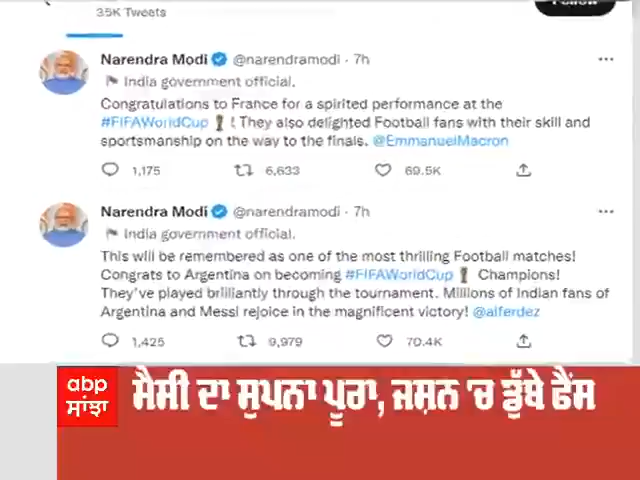 35K Tweets
Follow
Narendra Modi @narendramodi · 7h
India government official.
Congratulations to France for a spirited performance at the
#FIFAWorldCup 🏆! They also delighted Football fans with their skill and
sportsmanship on the way to the finals. @EmmanuelMacron
1,175 6,633 69.5K
Narendra Modi @narendramodi · 7h
India government official.
This will be remembered as one of the most thrilling Football matches!
Congrats to Argentina on becoming #FIFAWorldCup 🏆 Champions!
They've played brilliantly through the tournament. Millions of Indian fans of
Argentina and Messi rejoice in the magnificent victory! @alferdez
1,425 9,979 70.4K
abp
ਸਾਂਝਾ
ਮੈਸੀ ਦਾ ਸੁਪਨਾ ਪੂਰਾ, ਜਸ਼ਨ 'ਚ ਡੁੱਬੇ ਫੈਂਸ